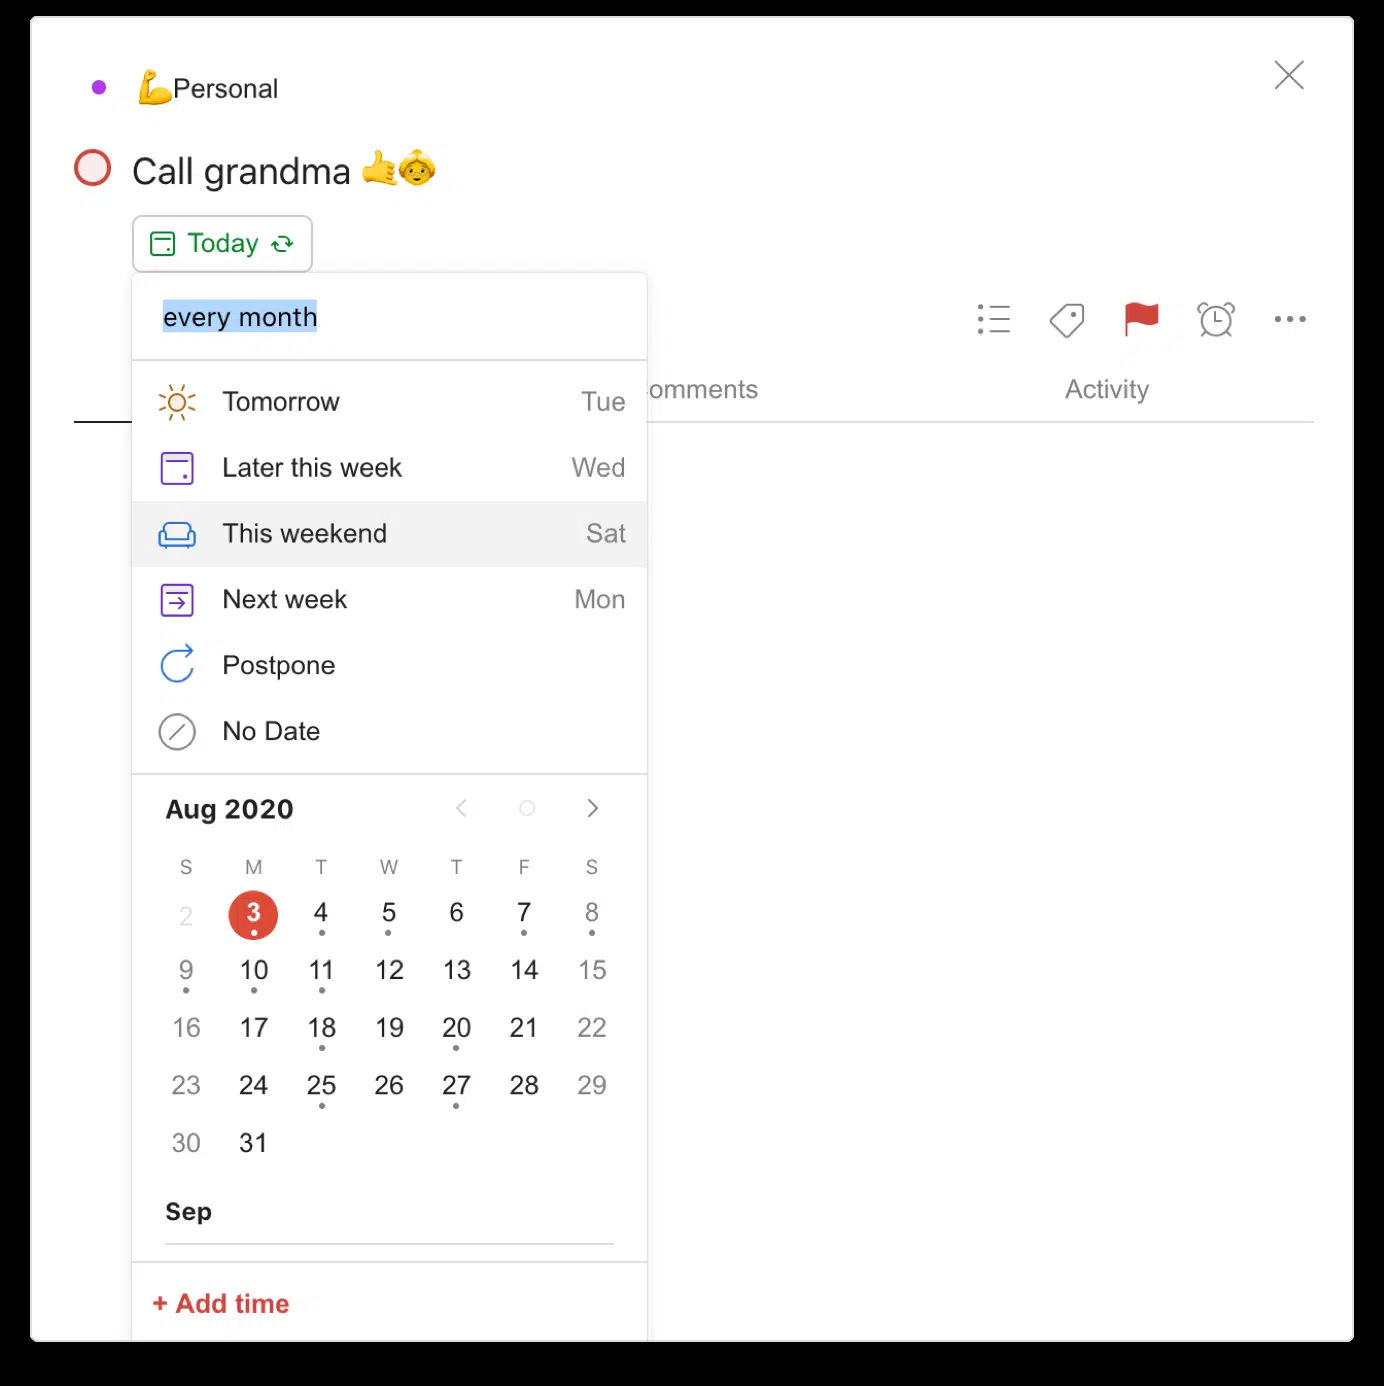 💪Personal
Call grandma 🤙👵
Today
every month
omments
Activity
Tomorrow Tue
Later this week Wed
This weekend Sat
Next week Mon
Postpone
No Date
Aug 2020
S M T W T F S
2 3 4 5 6 7 8
9 10 11 12 13 14 15
16 17 18 19 20 21 22
23 24 25 26 27 28 29
30 31
Sep
+ Add time